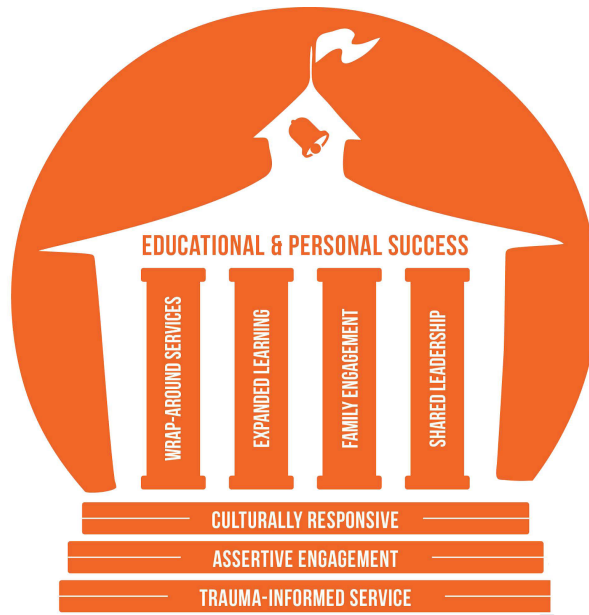 EDUCATIONAL & PERSONAL SUCCESS
WRAP-AROUND SERVICES
EXPANDED LEARNING
FAMILY ENGAGEMENT
SHARED LEADERSHIP
CULTURALLY RESPONSIVE
ASSERTIVE ENGAGEMENT
TRAUMA-INFORMED SERVICE